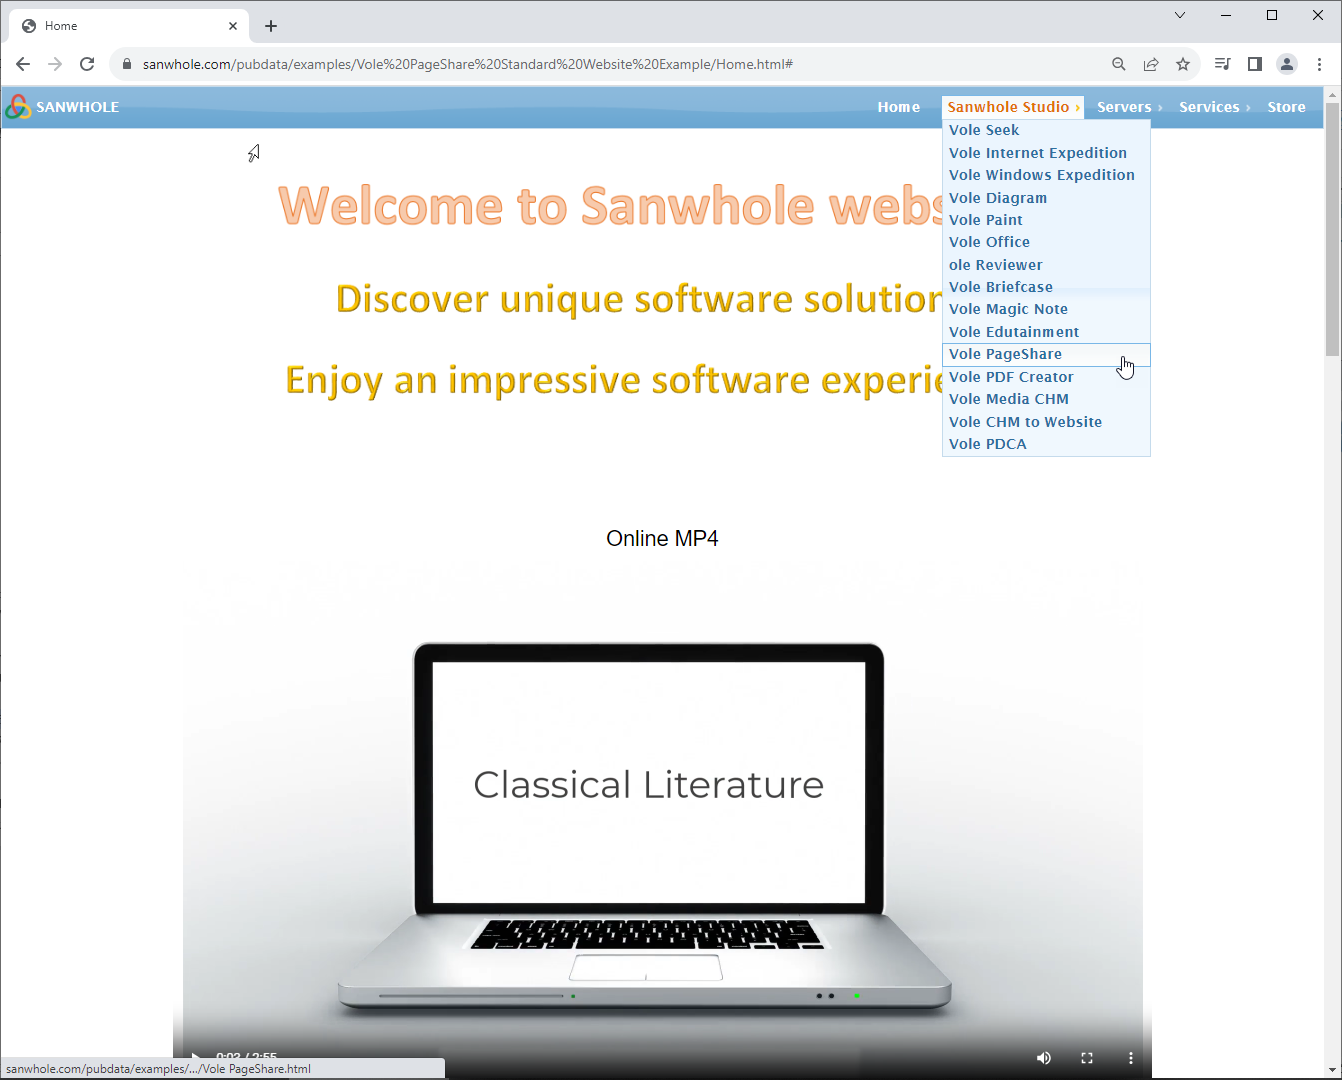 Home
sanwhole.com/pubdata/examples/Vole%20PageShare%20Standard%20Website%20Example/Home.html#
SANWHOLE
Home Sanwhole Studio › Servers › Services › Store
Vole Seek
Vole Internet Expedition
Vole Windows Expedition
Vole Diagram
Vole Paint
Vole Office
ole Reviewer
Vole Briefcase
Vole Magic Note
Vole Edutainment
Vole PageShare
Vole PDF Creator
Vole Media CHM
Vole CHM to Website
Vole PDCA
Welcome to Sanwhole webs
Discover unique software solution
Enjoy an impressive software experie
Online MP4
Classical Literature
0:03 / 2:55
sanwhole.com/pubdata/examples/.../Vole PageShare.html